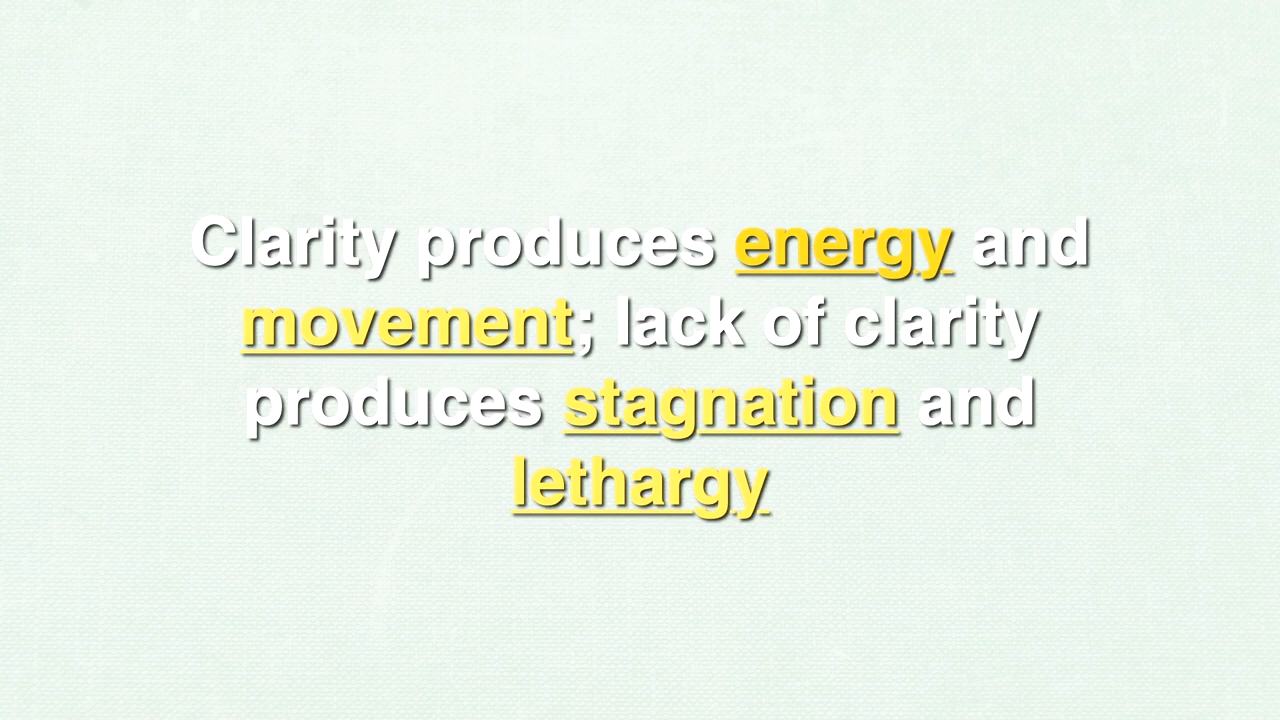 Clarity produces energy and
movement; lack of clarity
produces stagnation and
lethargy